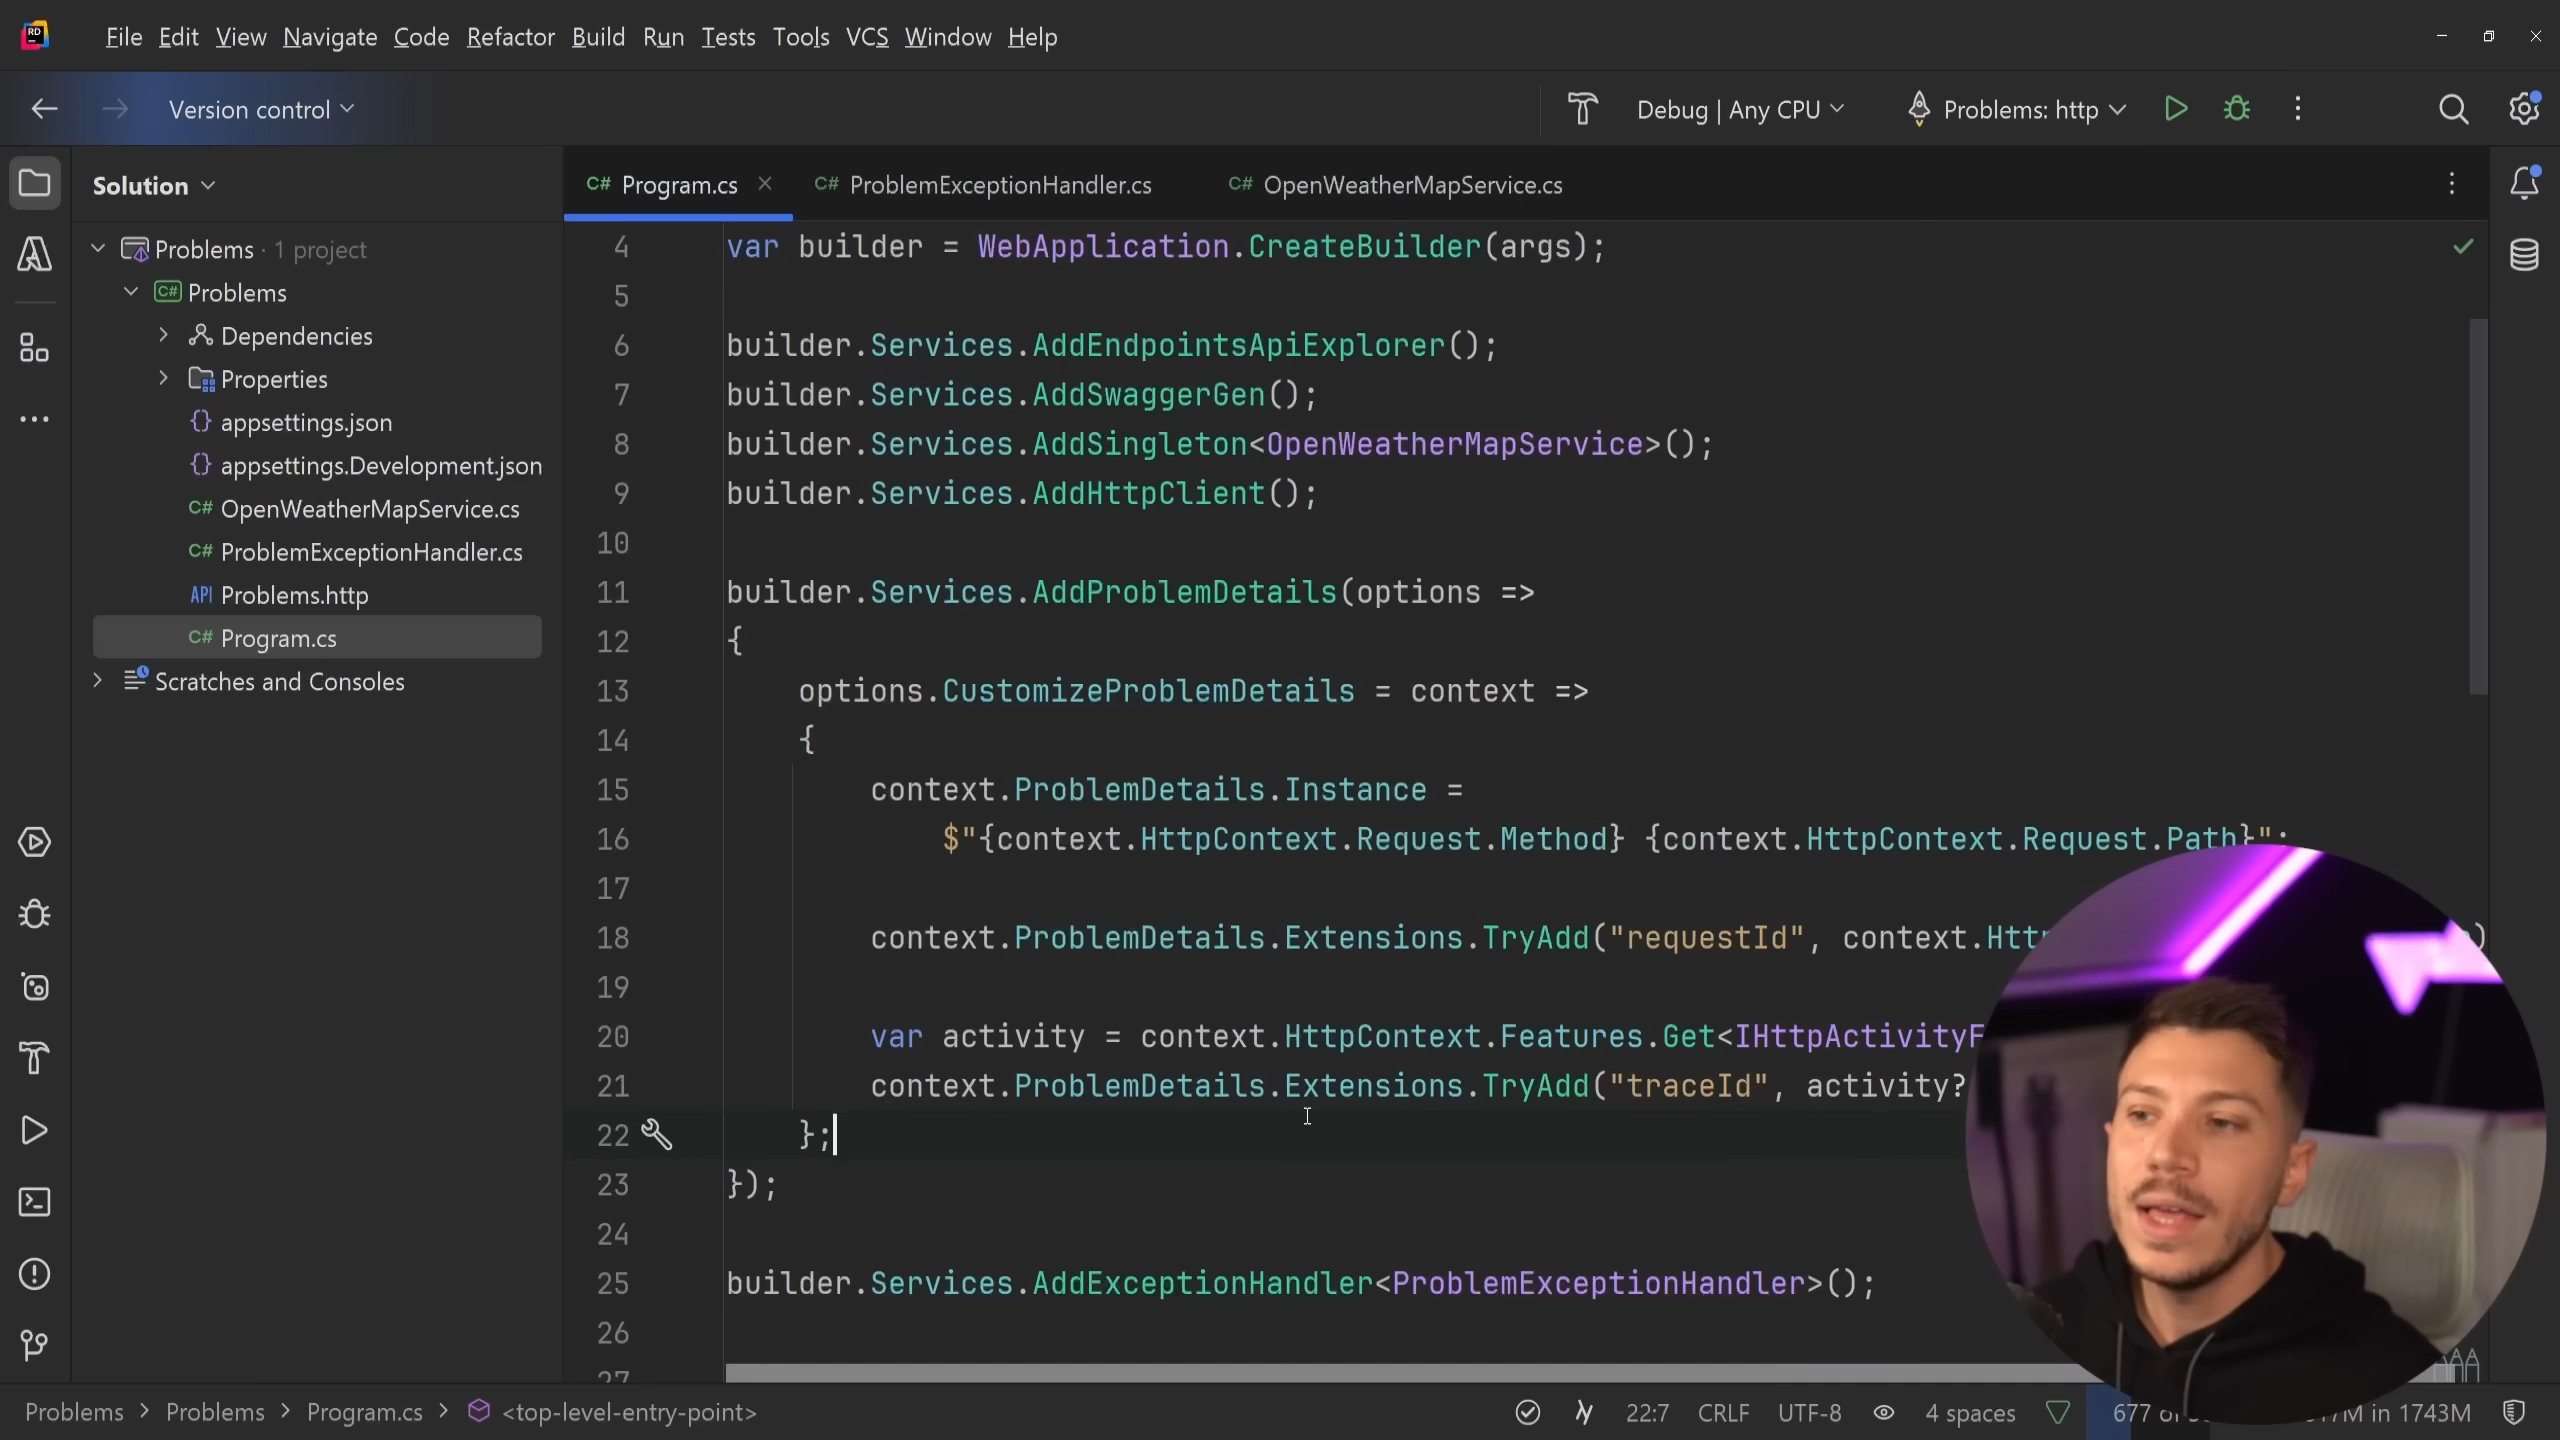 RD File Edit View Navigate Code Refactor Build Run Tests Tools VCS Window Help
Version control Debug | Any CPU Problems: http
Solution
C# Program.cs C# ProblemExceptionHandler.cs C# OpenWeatherMapService.cs
Problems · 1 project
C# Problems
Dependencies
Properties
{} appsettings.json
{} appsettings.Development.json
C# OpenWeatherMapService.cs
C# ProblemExceptionHandler.cs
API Problems.http
C# Program.cs
Scratches and Consoles
4 var builder = WebApplication.CreateBuilder(args);
5
6 builder.Services.AddEndpointsApiExplorer();
7 builder.Services.AddSwaggerGen();
8 builder.Services.AddSingleton<OpenWeatherMapService>();
9 builder.Services.AddHttpClient();
10
11 builder.Services.AddProblemDetails(options =>
12 {
13 options.CustomizeProblemDetails = context =>
14 {
15 context.ProblemDetails.Instance =
16 $"{context.HttpContext.Request.Method} {context.HttpContext.Request.Path}";
17
18 context.ProblemDetails.Extensions.TryAdd("requestId", context.Htt )
19
20 var activity = context.HttpContext.Features.Get<IHttpActivityF
21 context.ProblemDetails.Extensions.TryAdd("traceId", activity?
22 };
23 });
24
25 builder.Services.AddExceptionHandler<ProblemExceptionHandler>();
26
27
Problems > Problems > Program.cs > <top-level-entry-point> 22:7 CRLF UTF-8 4 spaces 677 of in 1743M